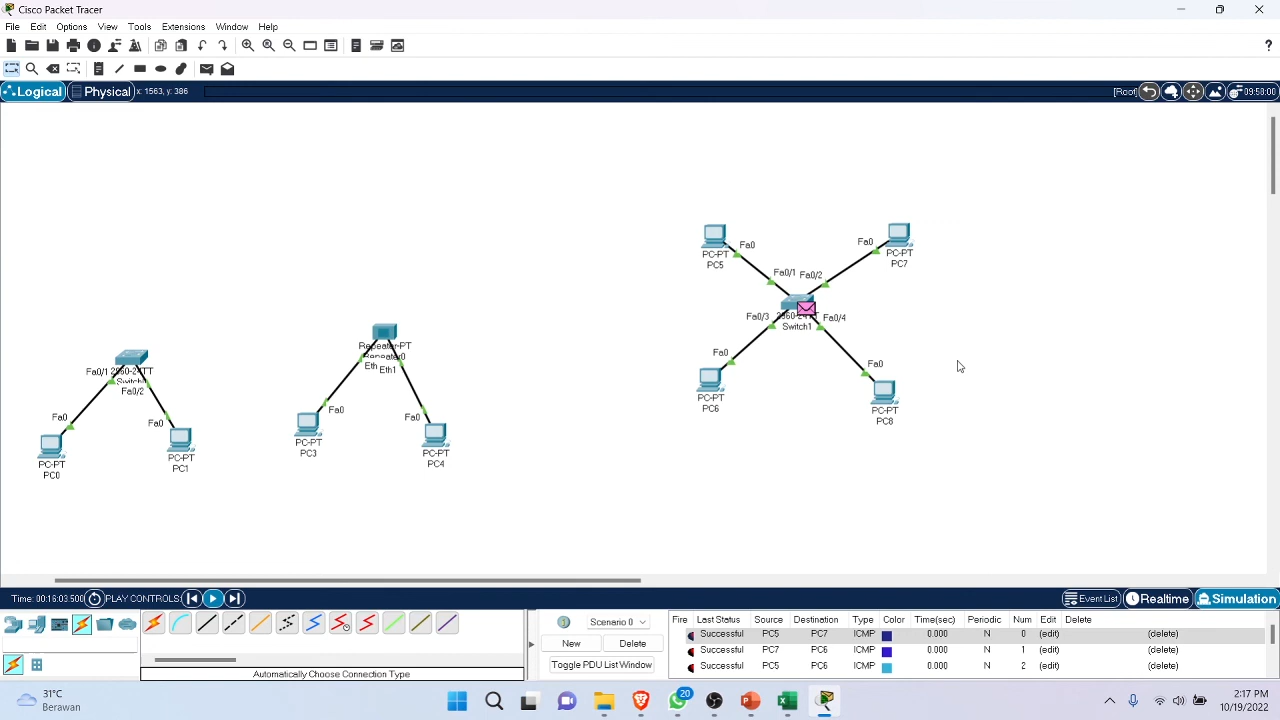 Cisco Packet Tracer
File Edit Options View Tools Extensions Window Help
?
Logical Physical x: 1563, y: 386 [Root] 09:58:00
PC-PT
PC5
Fa0
Fa0
PC-PT
PC7
Fa0/1 Fa0/2
2960-24TT
Switch1
Fa0/3 Fa0/4
Fa0
PC-PT
PC6
Fa0
PC-PT
PC8
Repeater-PT
Repeater0
Eth
Eth1
Fa0
PC-PT
PC3
Fa0
PC-PT
PC4
Fa0/1 2960-24TT
Fa0/2
Fa0
PC-PT
PC0
Fa0
PC-PT
PC1
Time: 00:16:03.500 PLAY CONTROLS: Event List Realtime Simulation
Automatically Choose Connection Type
Scenario 0
New Delete
Toggle PDU List Window
Fire Last Status Source Destination Type Color Time(sec) Periodic Num Edit Delete
Successful PC5 PC7 ICMP 0.000 N 0 (edit) (delete)
Successful PC7 PC6 ICMP 0.000 N 1 (edit) (delete)
Successful PC5 PC6 ICMP 0.000 N 2 (edit) (delete)
31°C
Berawan
20
2:17 PM
10/19/2022